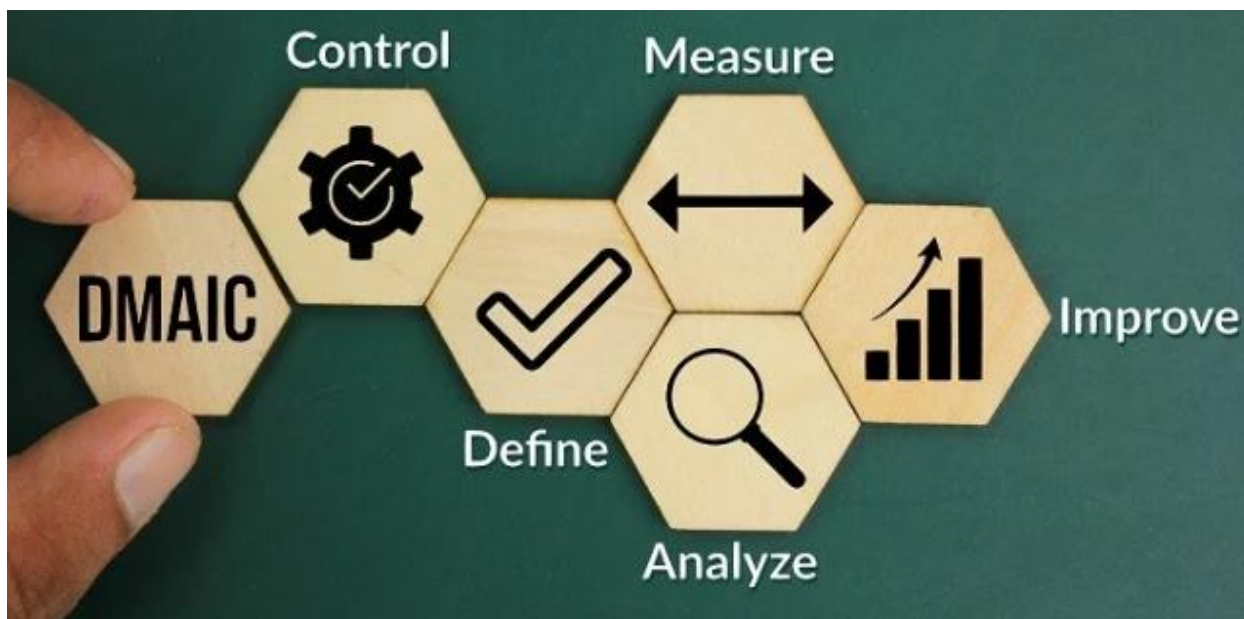 Control
Measure
DMAIC
Improve
Define
Analyze